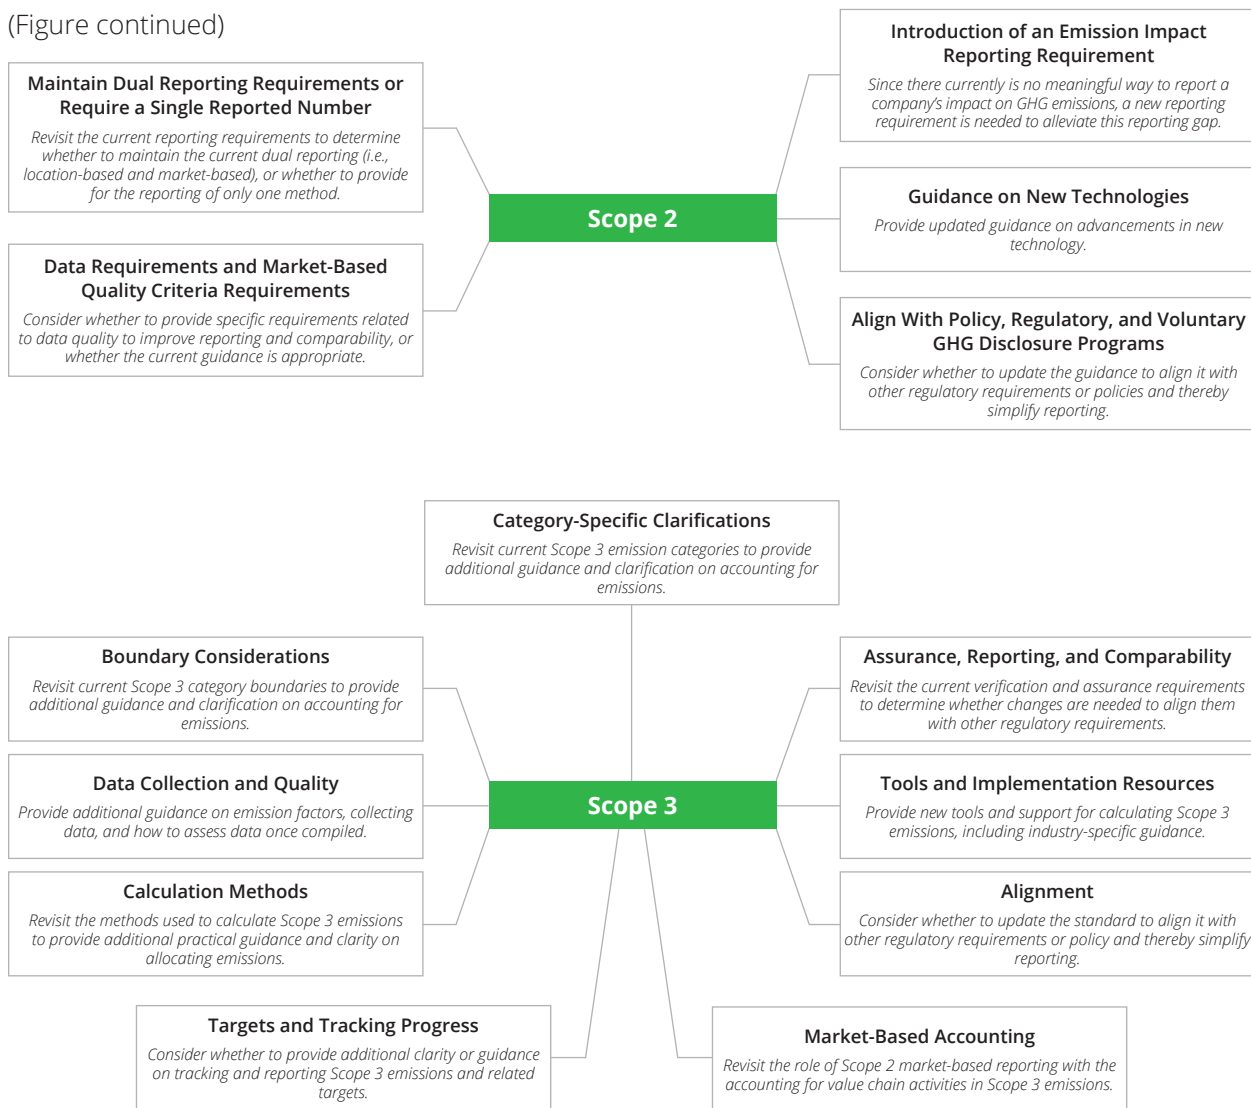 (Figure continued)
Maintain Dual Reporting Requirements or
Require a Single Reported Number
Revisit the current reporting requirements to determine
whether to maintain the current dual reporting (i.e.,
location-based and market-based), or whether to provide
for the reporting of only one method.
Data Requirements and Market-Based
Quality Criteria Requirements
Consider whether to provide specific requirements related
to data quality to improve reporting and comparability, or
whether the current guidance is appropriate.
Scope 2
Introduction of an Emission Impact
Reporting Requirement
Since there currently is no meaningful way to report a
company's impact on GHG emissions, a new reporting
requirement is needed to alleviate this reporting gap.
Guidance on New Technologies
Provide updated guidance on advancements in new
technology.
Align With Policy, Regulatory, and Voluntary
GHG Disclosure Programs
Consider whether to update the guidance to align it with
other regulatory requirements or policies and thereby
simplify reporting.
Category-Specific Clarifications
Revisit current Scope 3 emission categories to provide
additional guidance and clarification on accounting for
emissions.
Boundary Considerations
Revisit current Scope 3 category boundaries to provide
additional guidance and clarification on accounting for
emissions.
Data Collection and Quality
Provide additional guidance on emission factors, collecting
data, and how to assess data once compiled.
Calculation Methods
Revisit the methods used to calculate Scope 3 emissions
to provide additional practical guidance and clarity on
allocating emissions.
Scope 3
Assurance, Reporting, and Comparability
Revisit the current verification and assurance requirements
to determine whether changes are needed to align them
with other regulatory requirements.
Tools and Implementation Resources
Provide new tools and support for calculating Scope 3
emissions, including industry-specific guidance.
Alignment
Consider whether to update the standard to align it with
other regulatory requirements or policy and thereby simplify
reporting.
Targets and Tracking Progress
Consider whether to provide additional clarity or guidance
on tracking and reporting Scope 3 emissions and related
targets.
Market-Based Accounting
Revisit the role of Scope 2 market-based reporting with the
accounting for value chain activities in Scope 3 emissions.